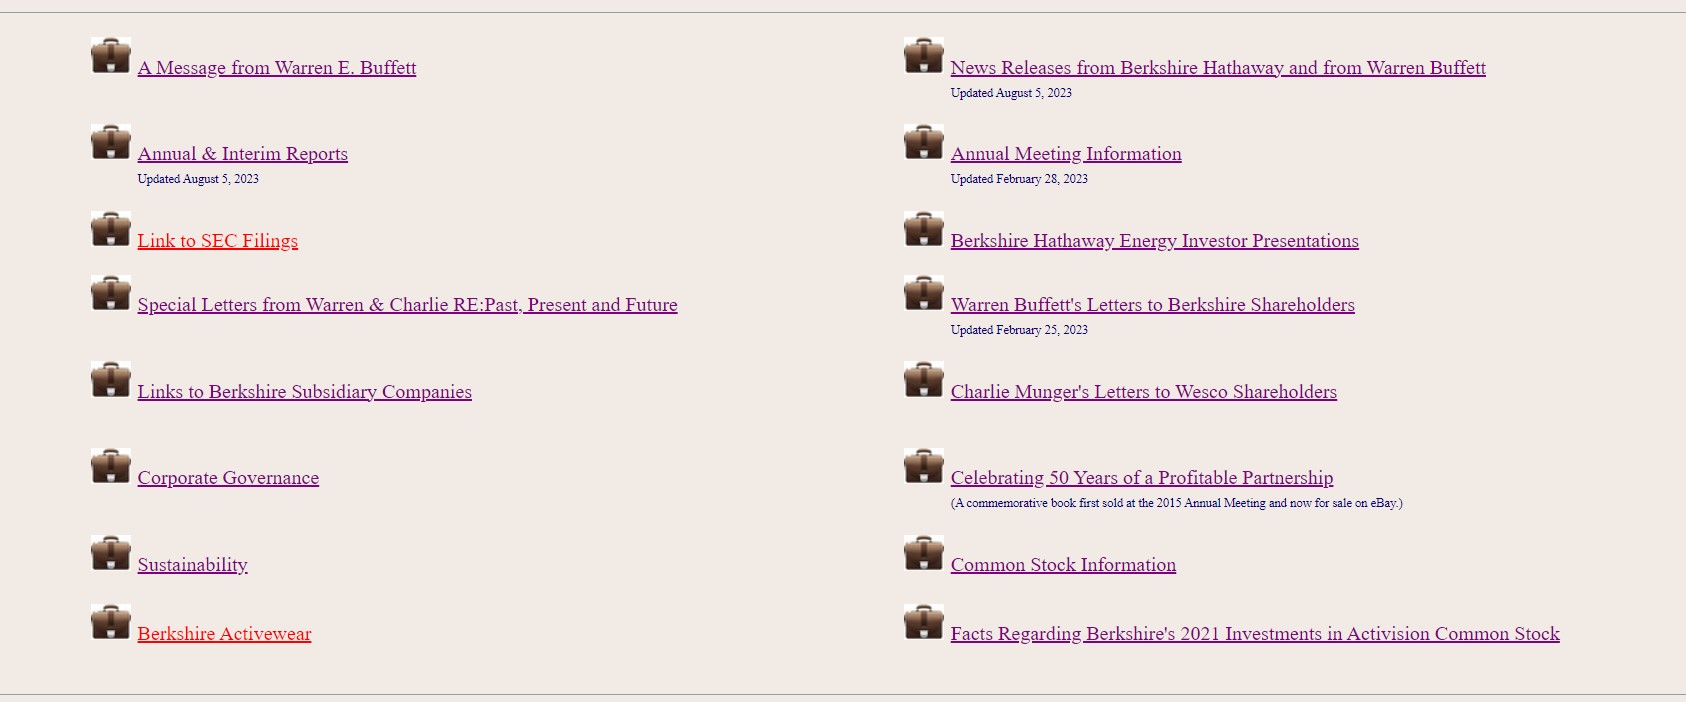 A Message from Warren E. Buffett
News Releases from Berkshire Hathaway and from Warren Buffett
Updated August 5, 2023
Annual & Interim Reports
Updated August 5, 2023
Annual Meeting Information
Updated February 28, 2023
Link to SEC Filings
Berkshire Hathaway Energy Investor Presentations
Special Letters from Warren & Charlie RE:Past, Present and Future
Warren Buffett's Letters to Berkshire Shareholders
Updated February 25, 2023
Links to Berkshire Subsidiary Companies
Charlie Munger's Letters to Wesco Shareholders
Corporate Governance
Celebrating 50 Years of a Profitable Partnership
(A commemorative book first sold at the 2015 Annual Meeting and now for sale on eBay.)
Sustainability
Common Stock Information
Berkshire Activewear
Facts Regarding Berkshire's 2021 Investments in Activision Common Stock